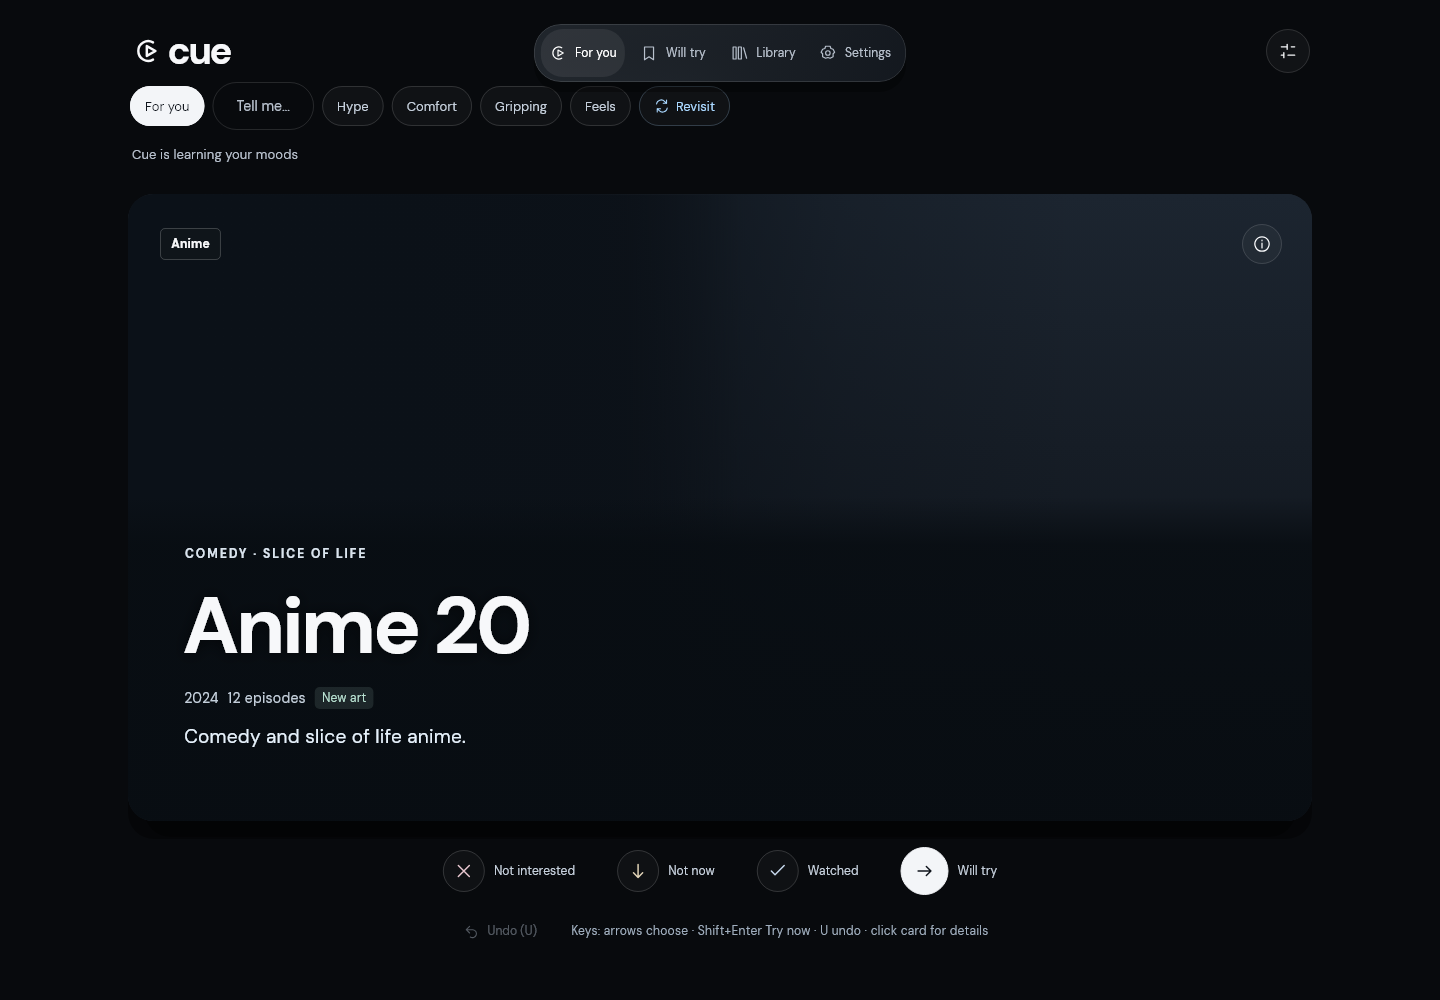 cue
For you
Will try
Library
Settings
For you
Tell me...
Hype
Comfort
Gripping
Feels
Revisit
Cue is learning your moods
Anime
COMEDY · SLICE OF LIFE
Anime 20
2024 12 episodes New art
Comedy and slice of life anime.
Not interested
Not now
Watched
Will try
Undo (U)
Keys: arrows choose · Shift+Enter Try now · U undo · click card for details